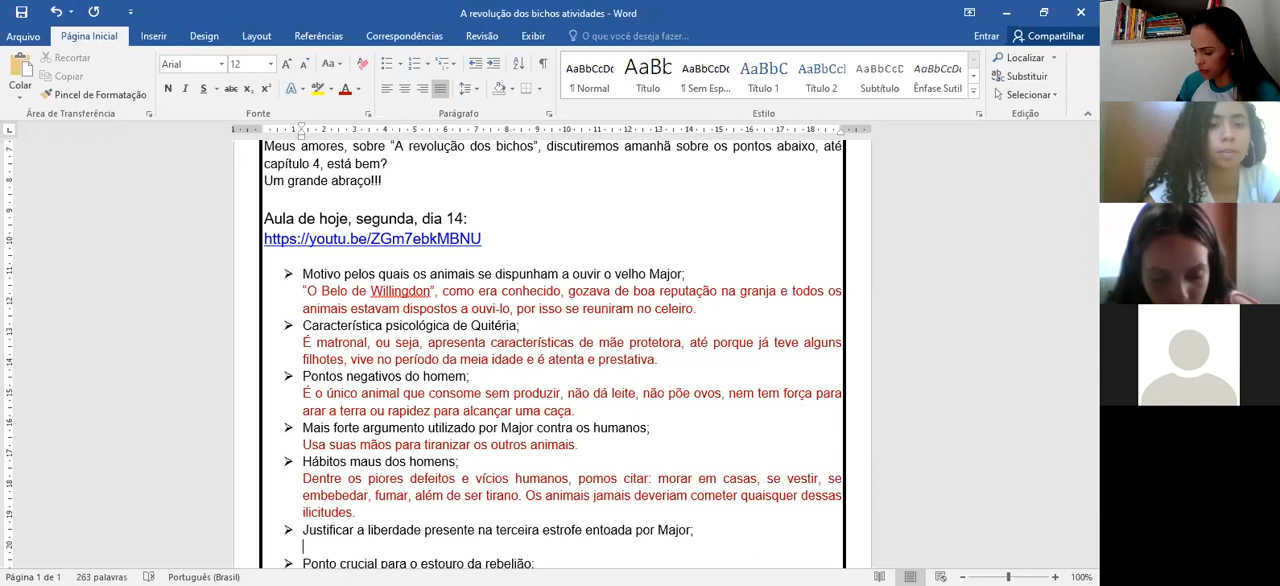 A revolução dos bichos atividades - Word
Arquivo Página Inicial Inserir Design Layout Referências Correspondências Revisão Exibir O que você deseja fazer... Entrar Compartilhar
Colar
Recortar
Copiar
Pincel de Formatação
Área de Transferência
Arial 12
N I S abc x₂ x²
Fonte
Parágrafo
AaBbCcDc AaBb AaBbCcDc AaBbC AaBbCcI AaBbCcD AaBbCcDt
¶ Normal Título ¶ Sem Esp... Título 1 Título 2 Subtítulo Ênfase Sutil
Estilo
Localizar
Substituir
Selecionar
Edição
Meus amores, sobre “A revolução dos bichos”, discutiremos amanhã sobre os pontos abaixo, até
capítulo 4, está bem?
Um grande abraço!!!
Aula de hoje, segunda, dia 14:
https://youtu.be/ZGm7ebkMBNU
Motivo pelos quais os animais se dispunham a ouvir o velho Major;
“O Belo de Willingdon”, como era conhecido, gozava de boa reputação na granja e todos os
animais estavam dispostos a ouvi-lo, por isso se reuniram no celeiro.
Característica psicológica de Quitéria;
É matronal, ou seja, apresenta características de mãe protetora, até porque já teve alguns
filhotes, vive no período da meia idade e é atenta e prestativa.
Pontos negativos do homem;
É o único animal que consome sem produzir, não dá leite, não põe ovos, nem tem força para
arar a terra ou rapidez para alcançar uma caça.
Mais forte argumento utilizado por Major contra os humanos;
Usa suas mãos para tiranizar os outros animais.
Hábitos maus dos homens;
Dentre os piores defeitos e vícios humanos, pomos citar: morar em casas, se vestir, se
embebedar, fumar, além de ser tirano. Os animais jamais deveriam cometer quaisquer dessas
ilicitudes.
Justificar a liberdade presente na terceira estrofe entoada por Major;
Ponto crucial para o estouro da rebelião;
Página 1 de 1 263 palavras Português (Brasil) 100%